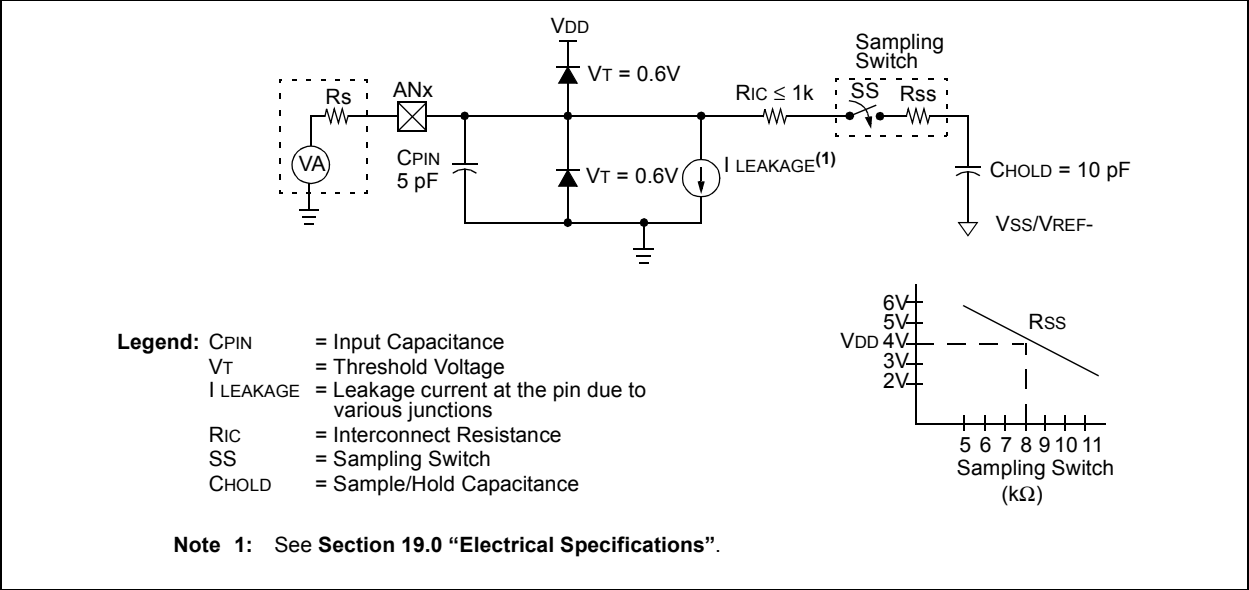 VDD
Sampling
Switch
VT = 0.6V
RIC ≤ 1k
SS
Rss
Rs
ANx
VA
CPIN
5 pF
VT = 0.6V
I LEAKAGE(1)
CHOLD = 10 pF
VSS/VREF-
6V
5V
VDD 4V
3V
2V
RSS
5 6 7 8 9 10 11
Sampling Switch
(kΩ)
Legend: CPIN = Input Capacitance
VT = Threshold Voltage
I LEAKAGE = Leakage current at the pin due to
various junctions
RIC = Interconnect Resistance
SS = Sampling Switch
CHOLD = Sample/Hold Capacitance
Note 1: See Section 19.0 “Electrical Specifications”.